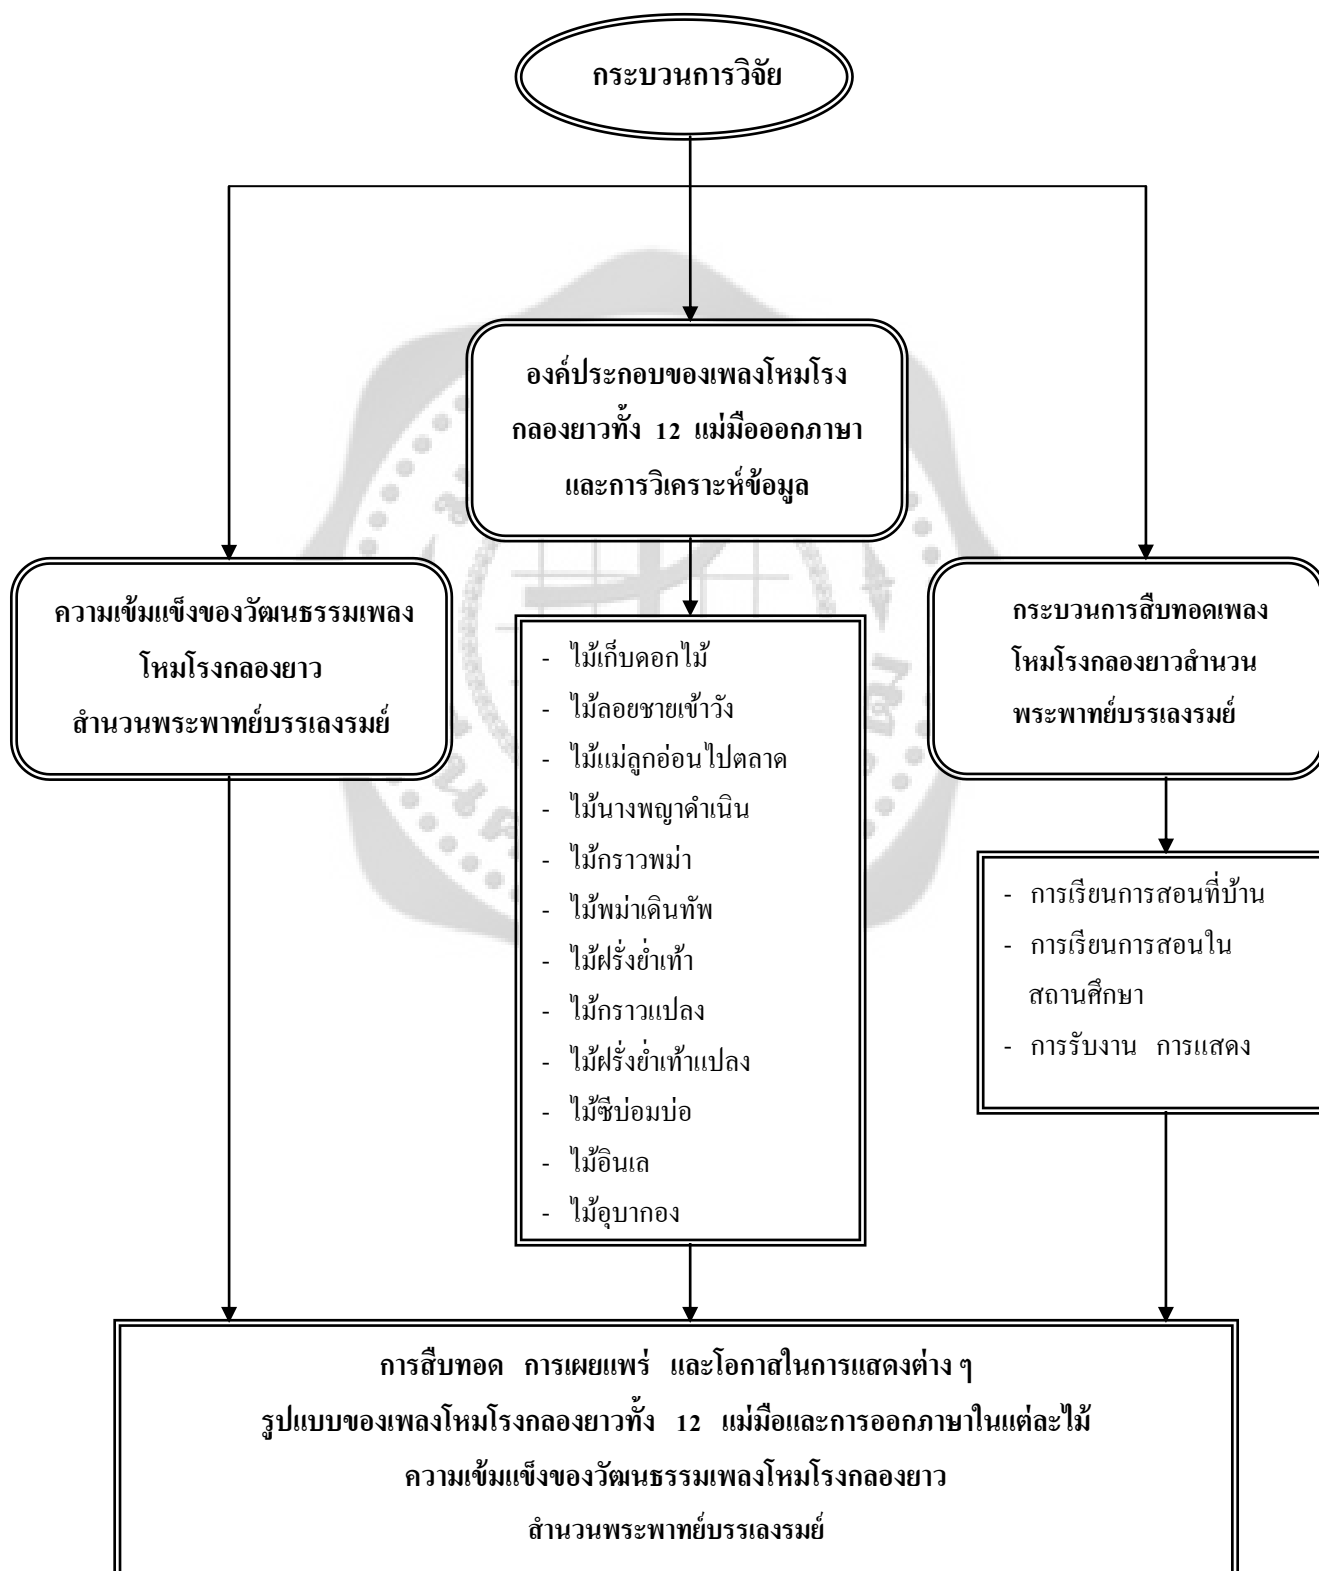 กระบวนการวิจัย
องค์ประกอบของเพลงโหมโรง
กลองยาวทั้ง 12 แม่มือออกภาษา
และการวิเคราะห์ข้อมูล
ความเข้มแข็งของวัฒนธรรมเพลง
โหมโรงกลองยาว
สำนวนพระพาทย์บรรเลงรมย์
กระบวนการสืบทอดเพลง
โหมโรงกลองยาวสำนวน
พระพาทย์บรรเลงรมย์
- ไม้เก็บดอกไม้
- ไม้ลอยชายเข้าวัง
- ไม้แม่ลูกอ่อนไปตลาด
- ไม้นางพญาดำเนิน
- ไม้กราวพม่า
- ไม้พม่าเดินทัพ
- ไม้ฝรั่งย่ำเท้า
- ไม้กราวแปลง
- ไม้ฝรั่งย่ำเท้าแปลง
- ไม้ซีบ่อมบ่อ
- ไม้อินเล
- ไม้อุบากอง
- การเรียนการสอนที่บ้าน
- การเรียนการสอนใน
สถานศึกษา
- การรับงาน การแสดง
การสืบทอด การเผยแพร่ และโอกาสในการแสดงต่าง ๆ
รูปแบบของเพลงโหมโรงกลองยาวทั้ง 12 แม่มือและการออกภาษาในแต่ละไม้
ความเข้มแข็งของวัฒนธรรมเพลงโหมโรงกลองยาว
สำนวนพระพาทย์บรรเลงรมย์